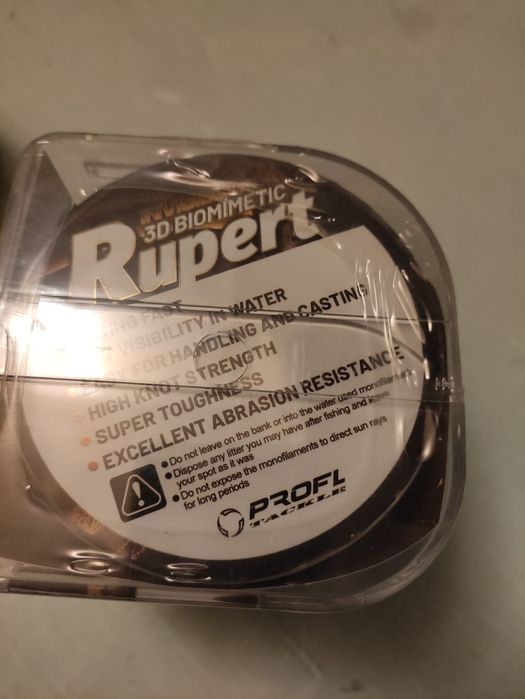 3D BIOMIMETIC
Rupert
FAST
VISIBILITY IN WATER
FOR HANDLING AND CASTING
HIGH KNOT STRENGTH
SUPER TOUGHNESS
EXCELLENT ABRASION RESISTANCE
Do not leave on the bank or into the water used monofilament
Dispose any litter you may have after fishing and leave
your spot as it was
Do not expose the monofilaments to direct sun rays
for long periods
PROFL
TACKLE